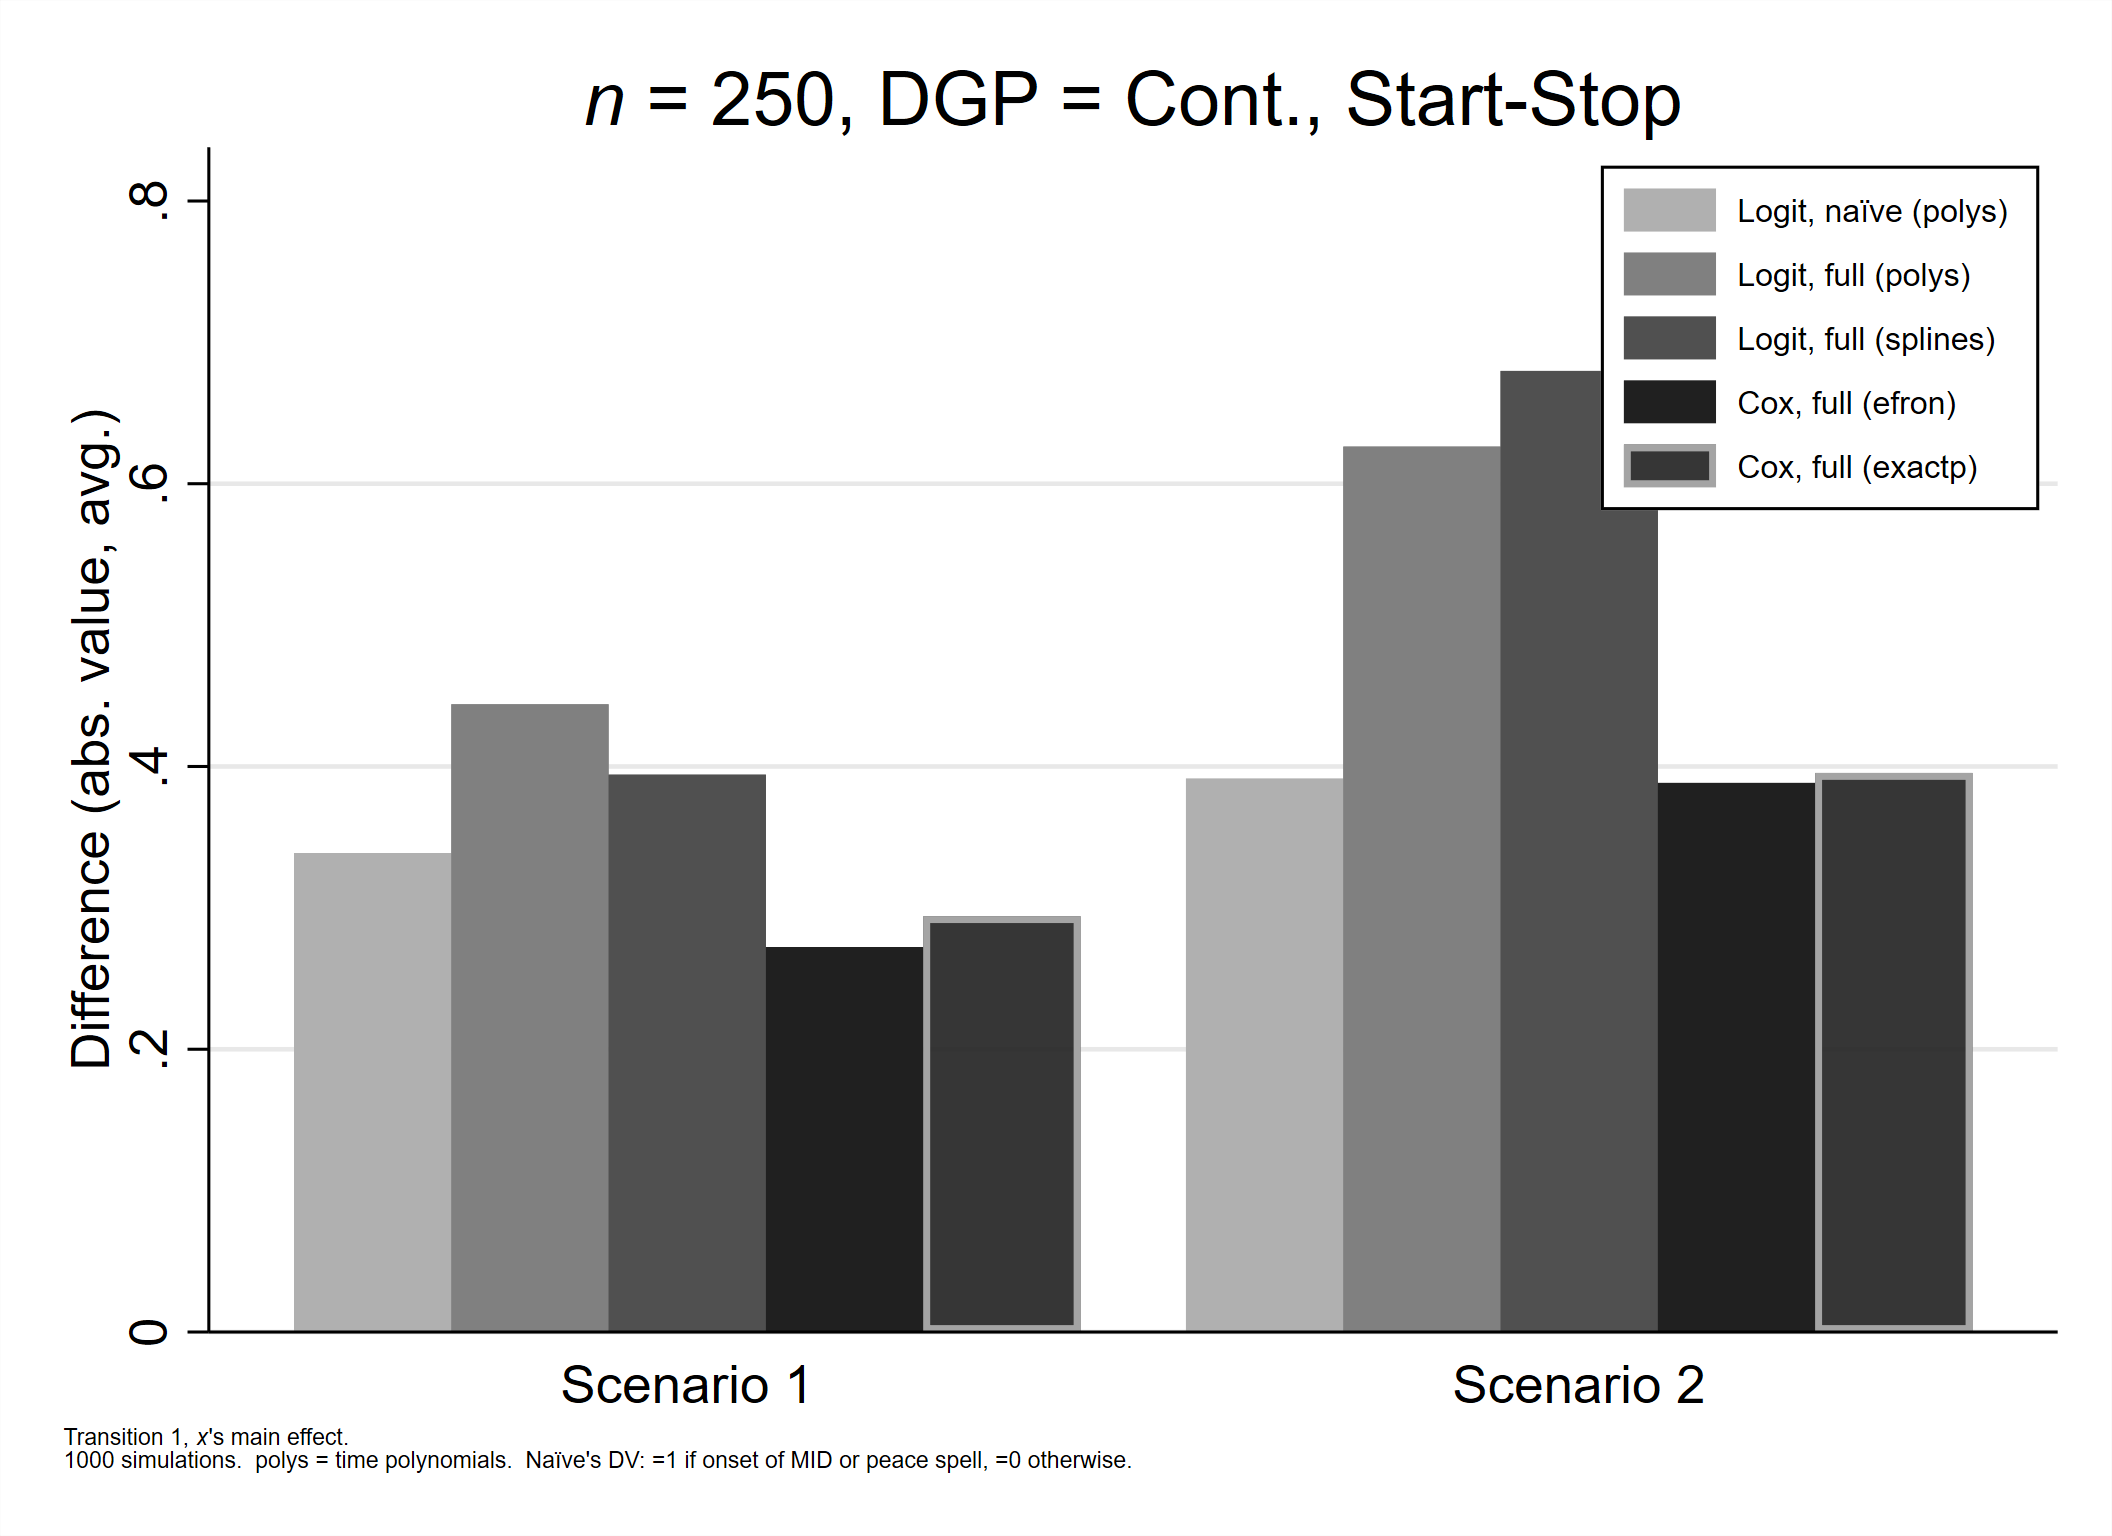 n = 250, DGP = Cont., Start-Stop
Difference (abs. value, avg.)
.8
.6
.4
.2
0
Logit, naïve (polys)
Logit, full (polys)
Logit, full (splines)
Cox, full (efron)
Cox, full (exactp)
Scenario 1
Scenario 2
Transition 1, x's main effect.
1000 simulations.  polys = time polynomials.  Naïve's DV: =1 if onset of MID or peace spell, =0 otherwise.